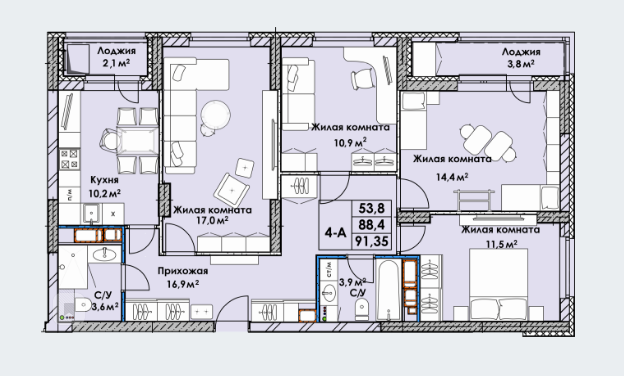 Лоджия
2,1 м²
Лоджия
3,8 м²
Жилая комната
10,9 м²
Жилая комната
14,4 м²
Кухня
10,2 м²
п/м
Жилая комната
17,0 м²
4-А
53,8
88,4
91,35
Жилая комната
11,5 м²
Прихожая
16,9 м²
3,9 м²
С/У
С/У
3,6 м²
п/м